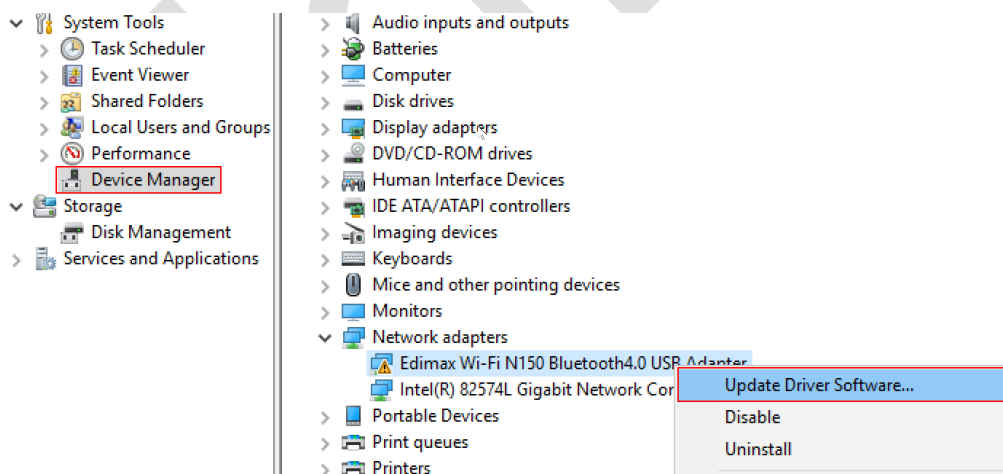 System Tools
Task Scheduler
Event Viewer
Shared Folders
Local Users and Groups
Performance
Device Manager
Storage
Disk Management
Services and Applications
Audio inputs and outputs
Batteries
Computer
Disk drives
Display adapters
DVD/CD-ROM drives
Human Interface Devices
IDE ATA/ATAPI controllers
Imaging devices
Keyboards
Mice and other pointing devices
Monitors
Network adapters
Edimax Wi-Fi N150 Bluetooth4.0 USB Adapter
Intel(R) 82574L Gigabit Network Cor
Portable Devices
Print queues
Printers
Update Driver Software...
Disable
Uninstall